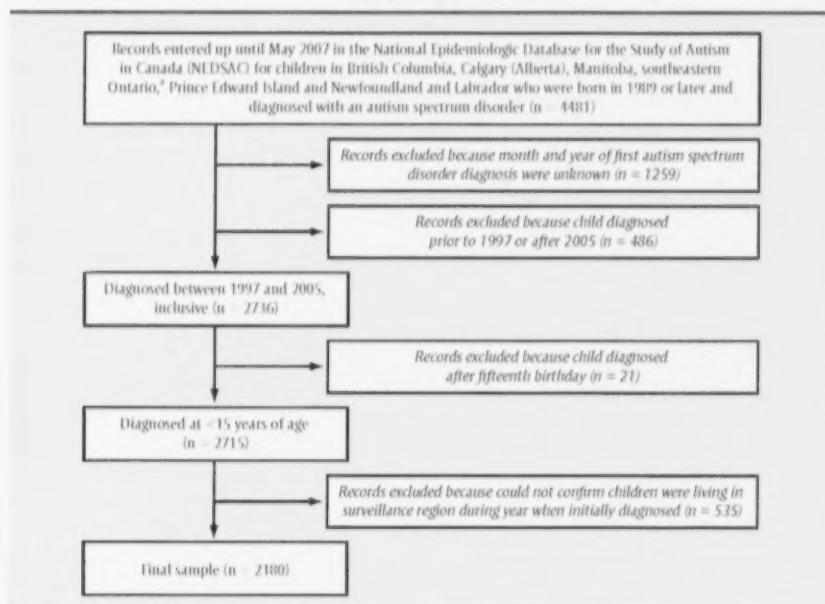 Records entered up until May 2007 in the National Epidemiologic Database for the Study of Autism
in Canada (NEDSAC) for children in British Columbia, Calgary (Alberta), Manitoba, southeastern
Ontario,ª Prince Edward Island and Newfoundland and Labrador who were born in 1989 or later and
diagnosed with an autism spectrum disorder (n = 4481)
Records excluded because month and year of first autism spectrum
disorder diagnosis were unknown (n = 1259)
Records excluded because child diagnosed
prior to 1997 or after 2005 (n = 486)
Diagnosed between 1997 and 2005,
inclusive (n = 2736)
Records excluded because child diagnosed
after fifteenth birthday (n = 21)
Diagnosed at <15 years of age
(n = 2715)
Records excluded because could not confirm children were living in
surveillance region during year when initially diagnosed (n = 535)
Final sample (n = 2180)